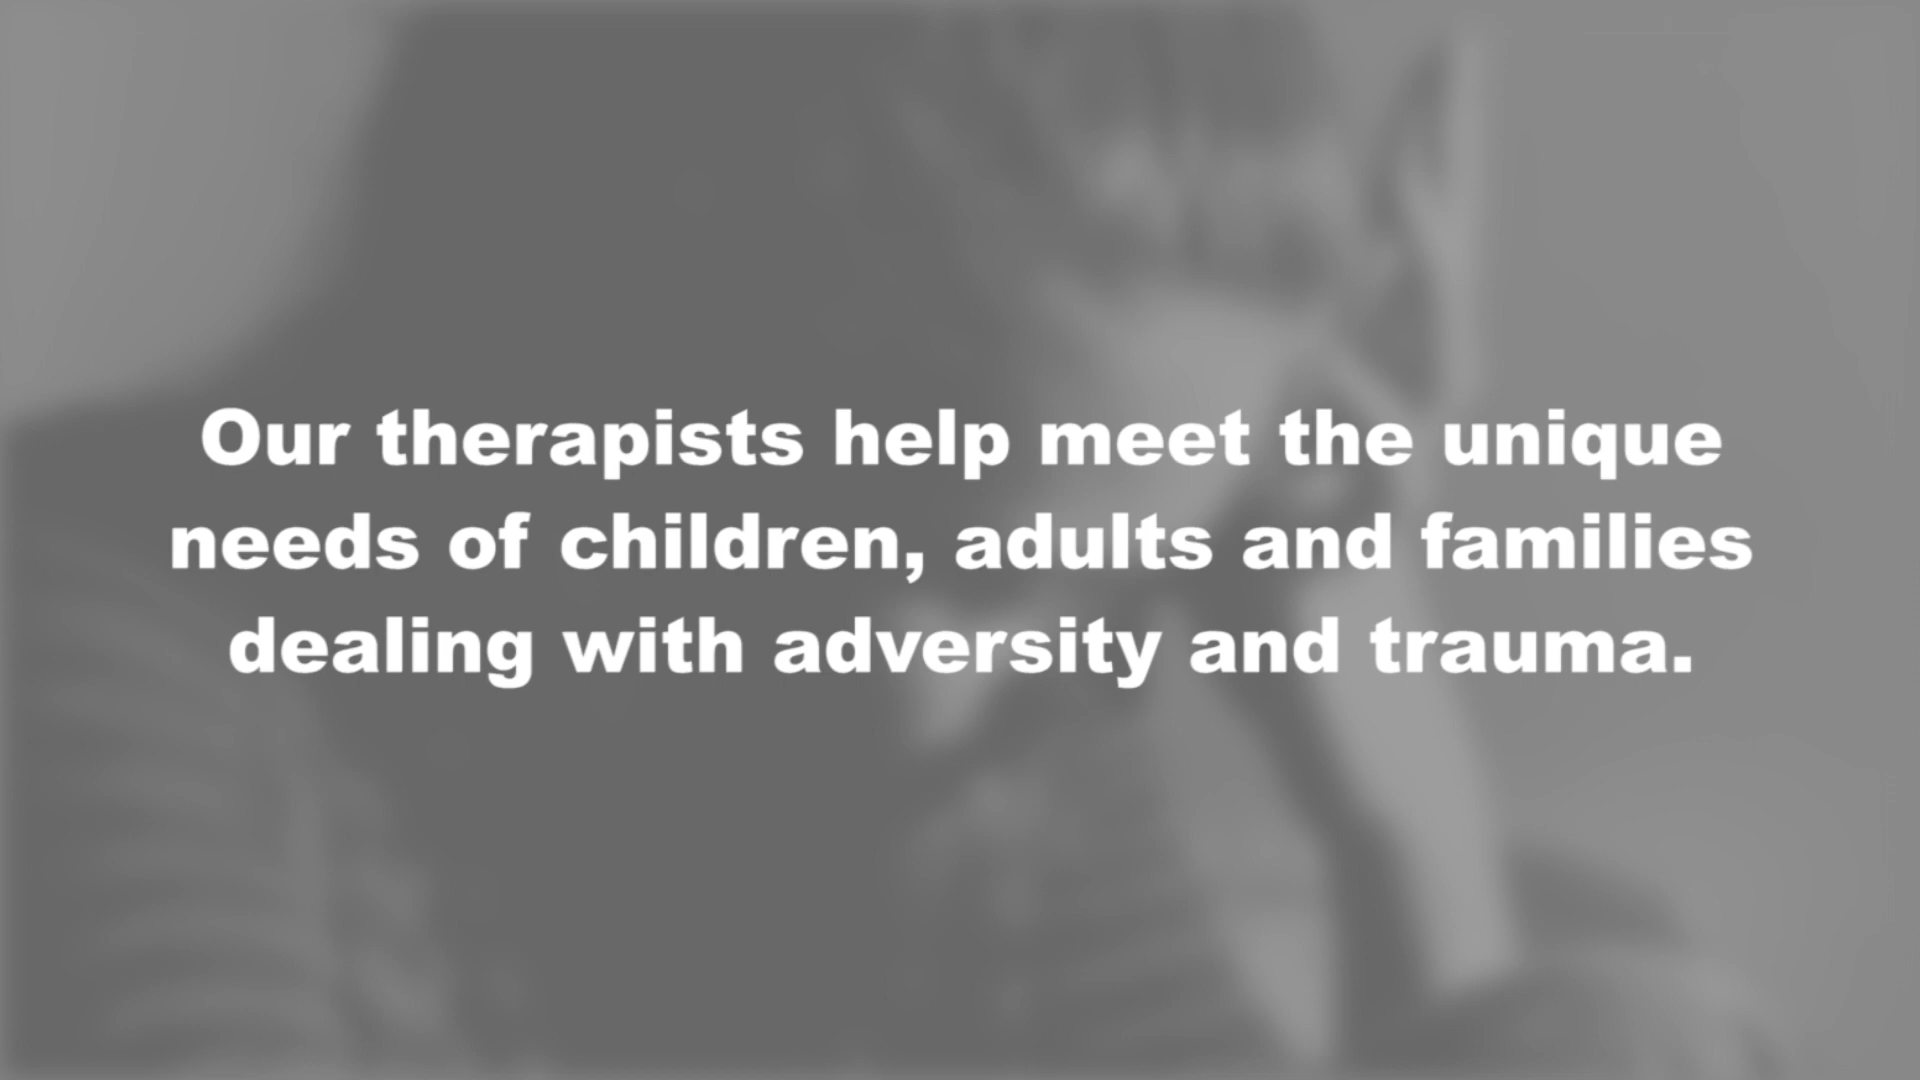 Our therapists help meet the unique
needs of children, adults and families
dealing with adversity and trauma.